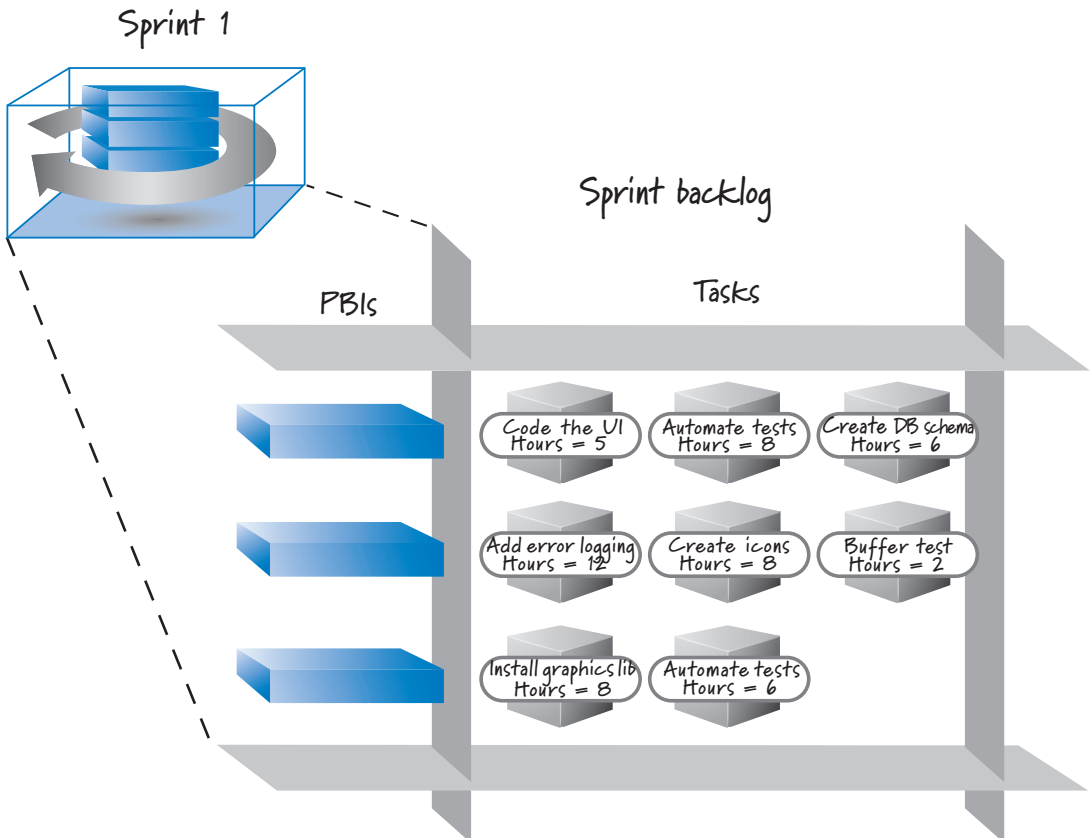 Sprint 1
Sprint backlog
PBIs
Tasks
Code the UI
Hours = 5
Automate tests
Hours = 8
Create DB schema
Hours = 6
Add error logging
Hours = 12
Create icons
Hours = 8
Buffer test
Hours = 2
Install graphics lib
Hours = 8
Automate tests
Hours = 6